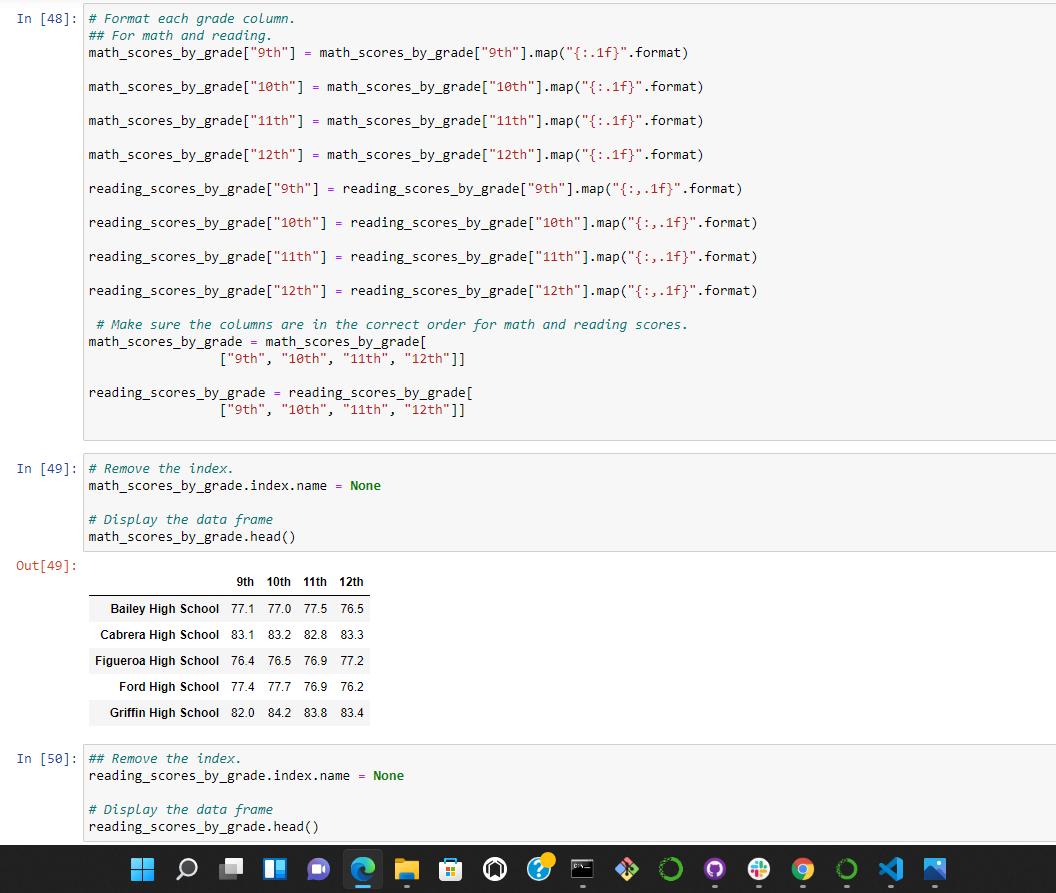 In [48]: # Format each grade column.
## For math and reading.
math_scores_by_grade["9th"] = math_scores_by_grade["9th"].map("{:.1f}".format)
math_scores_by_grade["10th"] = math_scores_by_grade["10th"].map("{:.1f}".format)
math_scores_by_grade["11th"] = math_scores_by_grade["11th"].map("{:.1f}".format)
math_scores_by_grade["12th"] = math_scores_by_grade["12th"].map("{:.1f}".format)
reading_scores_by_grade["9th"] = reading_scores_by_grade["9th"].map("{:,.1f}".format)
reading_scores_by_grade["10th"] = reading_scores_by_grade["10th"].map("{:,.1f}".format)
reading_scores_by_grade["11th"] = reading_scores_by_grade["11th"].map("{:,.1f}".format)
reading_scores_by_grade["12th"] = reading_scores_by_grade["12th"].map("{:,.1f}".format)
# Make sure the columns are in the correct order for math and reading scores.
math_scores_by_grade = math_scores_by_grade[
["9th", "10th", "11th", "12th"]]
reading_scores_by_grade = reading_scores_by_grade[
["9th", "10th", "11th", "12th"]]
In [49]: # Remove the index.
math_scores_by_grade.index.name = None
# Display the data frame
math_scores_by_grade.head()
Out[49]:
9th 10th 11th 12th
Bailey High School 77.1 77.0 77.5 76.5
Cabrera High School 83.1 83.2 82.8 83.3
Figueroa High School 76.4 76.5 76.9 77.2
Ford High School 77.4 77.7 76.9 76.2
Griffin High School 82.0 84.2 83.8 83.4
In [50]: ## Remove the index.
reading_scores_by_grade.index.name = None
# Display the data frame
reading_scores_by_grade.head()